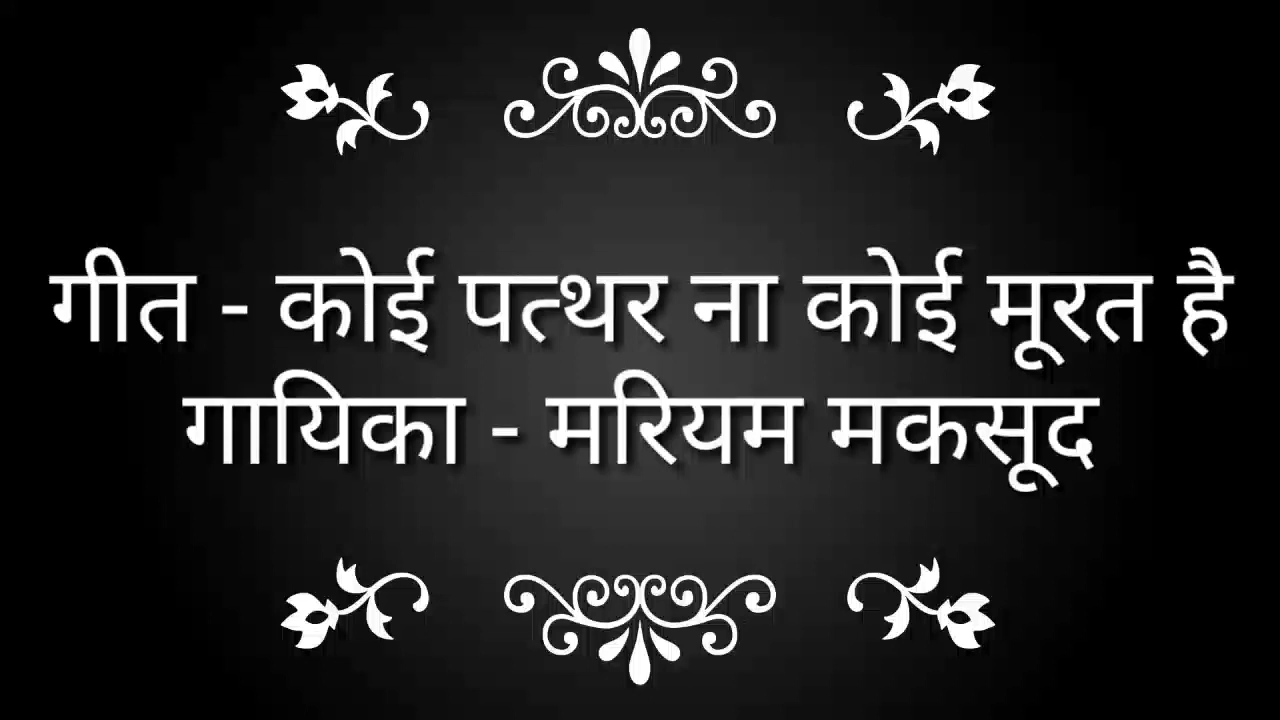 गीत - कोई पत्थर ना कोई मूरत है
गायिका - मरियम मकसूद